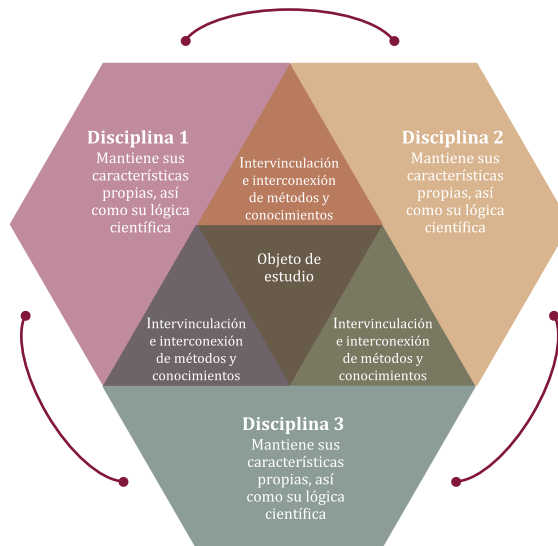 Disciplina 1
Mantiene sus
características
propias, así
como su lógica
científica
Intervinculación
e interconexión
de métodos y
conocimientos
Disciplina 2
Mantiene sus
características
propias, así
como su lógica
científica
Objeto de
estudio
Intervinculación
e interconexión
de métodos y
conocimientos
Intervinculación
e interconexión
de métodos y
conocimientos
Disciplina 3
Mantiene sus
características
propias, así
como su lógica
científica